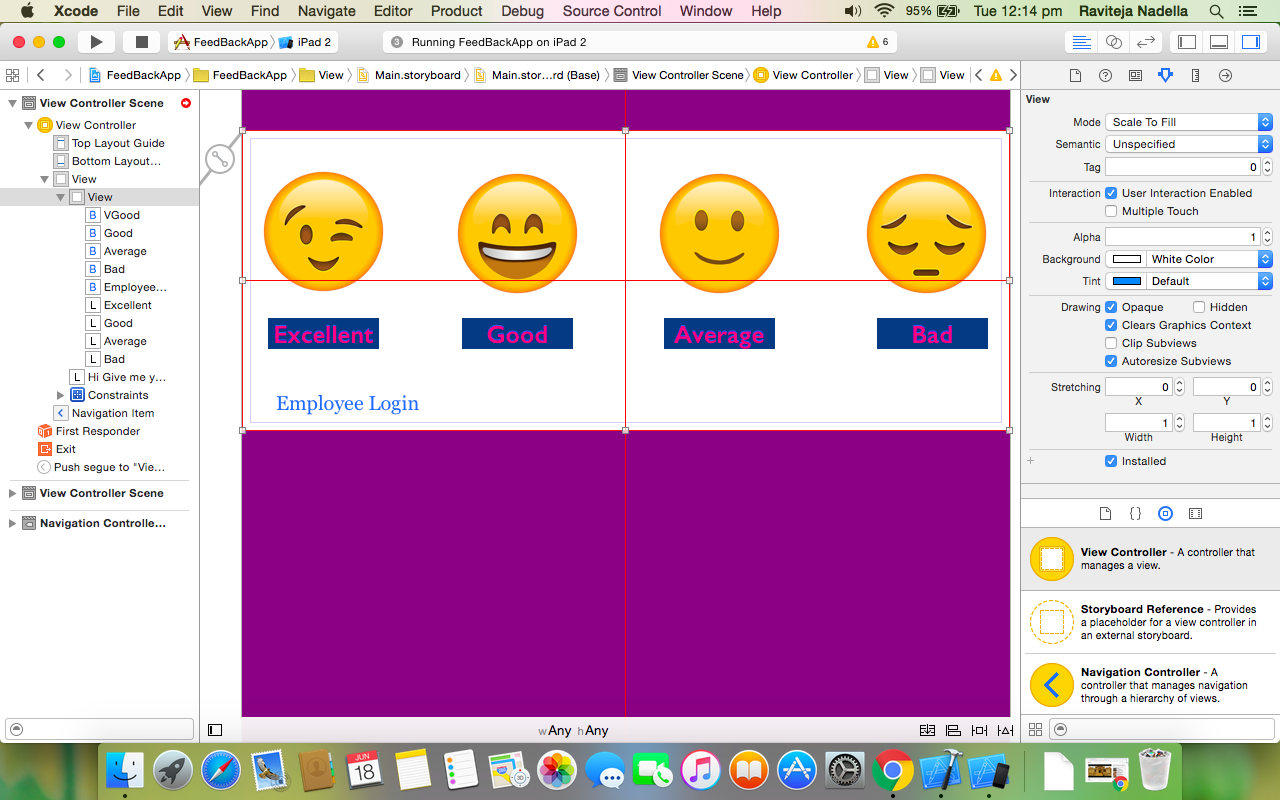 Xcode File Edit View Find Navigate Editor Product Debug Source Control Window Help 95% Tue 12:14 pm Raviteja Nadella
FeedBackApp iPad 2 3 Running FeedBackApp on iPad 2 6
FeedBackApp FeedBackApp View Main.storyboard Main.stor...rd (Base) View Controller Scene View Controller View View
View Controller Scene
View Controller
Top Layout Guide
Bottom Layout...
View
View
B VGood
B Good
B Average
B Bad
B Employee...
L Excellent
L Good
L Average
L Bad
L Hi Give me y...
Constraints
Navigation Item
First Responder
Exit
Push segue to "Vie...
View Controller Scene
Navigation Controlle...
Excellent Good Average Bad
Employee Login
wAny hAny
View
Mode Scale To Fill
Semantic Unspecified
Tag 0
Interaction User Interaction Enabled
Multiple Touch
Alpha 1
Background White Color
Tint Default
Drawing Opaque Hidden
Clears Graphics Context
Clip Subviews
Autoresize Subviews
Stretching 0 0
X Y
1 1
Width Height
+ Installed
{}
View Controller - A controller that
manages a view.
Storyboard Reference - Provides
a placeholder for a view controller in
an external storyboard.
Navigation Controller - A
controller that manages navigation
through a hierarchy of views.
JUN
18